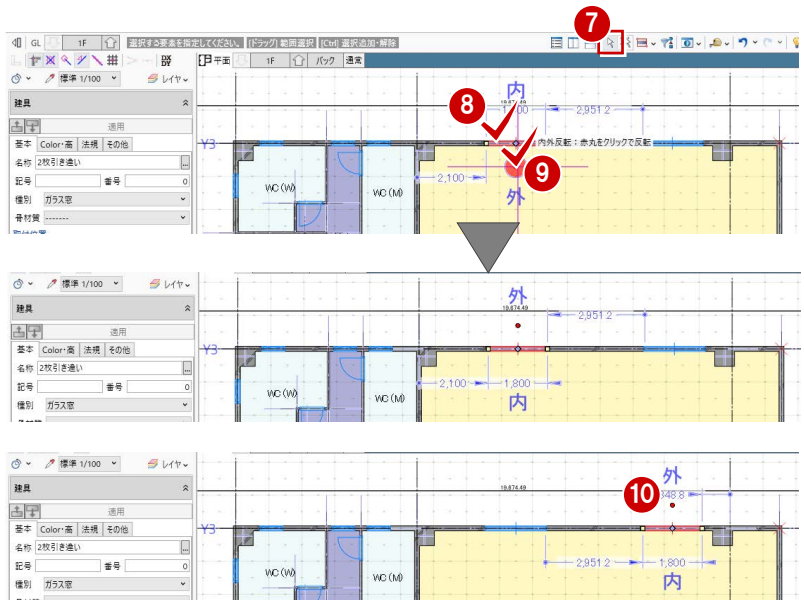 7
GL 1F 選択する要素を指定してください。 [ドラッグ] 範囲選択 [Ctrl] 選択追加・解除
平面 1F バック 通常
標準 1/100 レイヤ
建具
適用
基本 Color・高 法規 その他
名称 2枚引き違い ...
記号 番号 0
種別 ガラス窓
骨材質 -------
内
8
2,951.2
Y3
内外反転：赤丸をクリックで反転
9
2,100
外
WC (W)
WC (M)
標準 1/100 レイヤ
建具
適用
基本 Color・高 法規 その他
名称 2枚引き違い ...
記号 番号 0
種別 ガラス窓
外
19,674.49
2,951.2
Y3
2,100 1,800
内
WC (W)
WC (M)
標準 1/100 レイヤ
建具
適用
基本 Color・高 法規 その他
名称 2枚引き違い ...
記号 番号 0
種別 ガラス窓
外
19,674.49
10
348.8
Y3
2,951.2 1,800
内
WC (W)
WC (M)